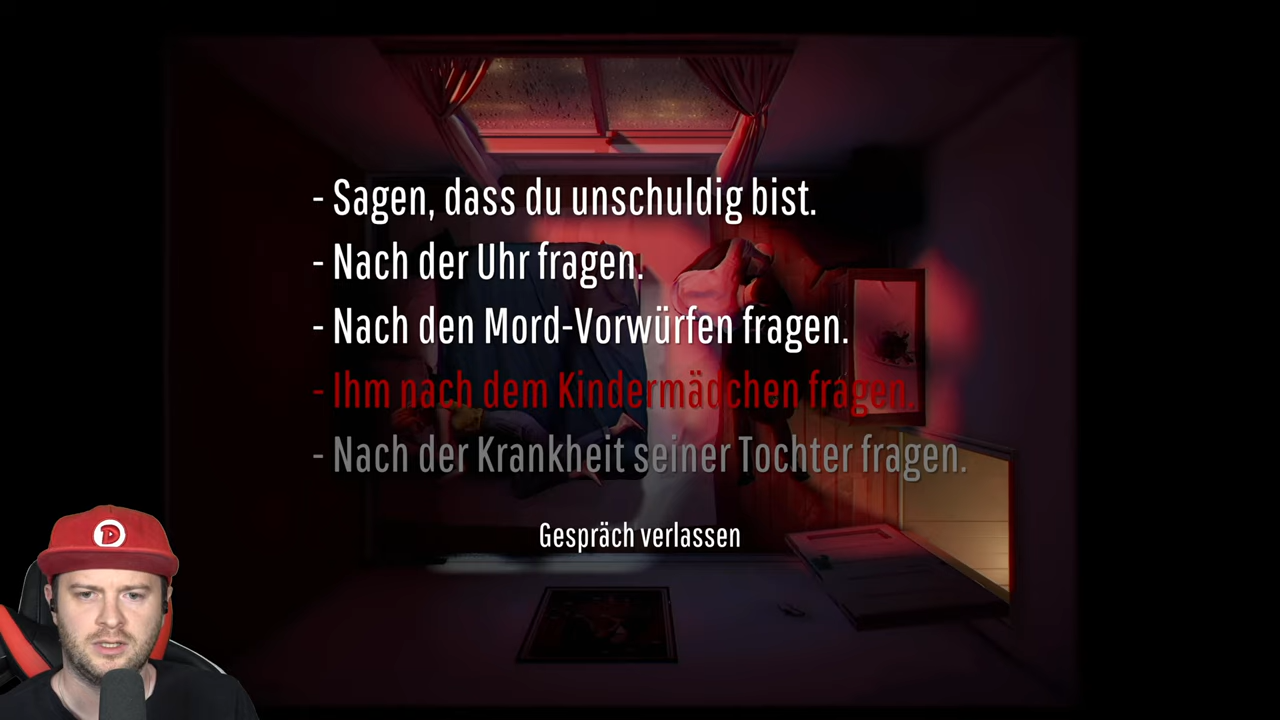 - Sagen, dass du unschuldig bist.
- Nach der Uhr fragen.
- Nach den Mord-Vorwürfen fragen.
- Ihm nach dem Kindermädchen fragen.
- Nach der Krankheit seiner Tochter fragen.
Gespräch verlassen
D